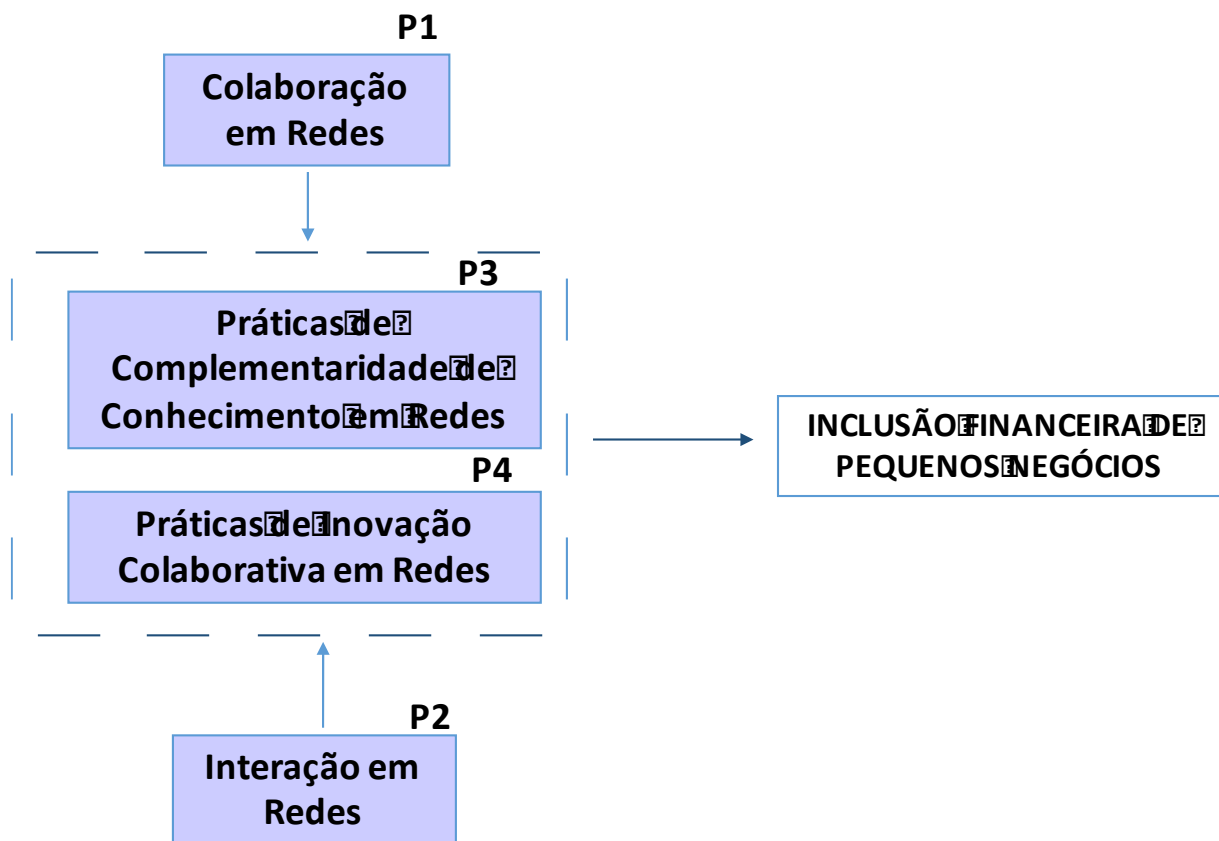 P1
Colaboração
em Redes
P3
Práticas de
Complementaridade de
Conhecimento em Redes
P4
Práticas de Inovação
Colaborativa em Redes
INCLUSÃO FINANCEIRA DE
PEQUENOS NEGÓCIOS
P2
Interação em
Redes